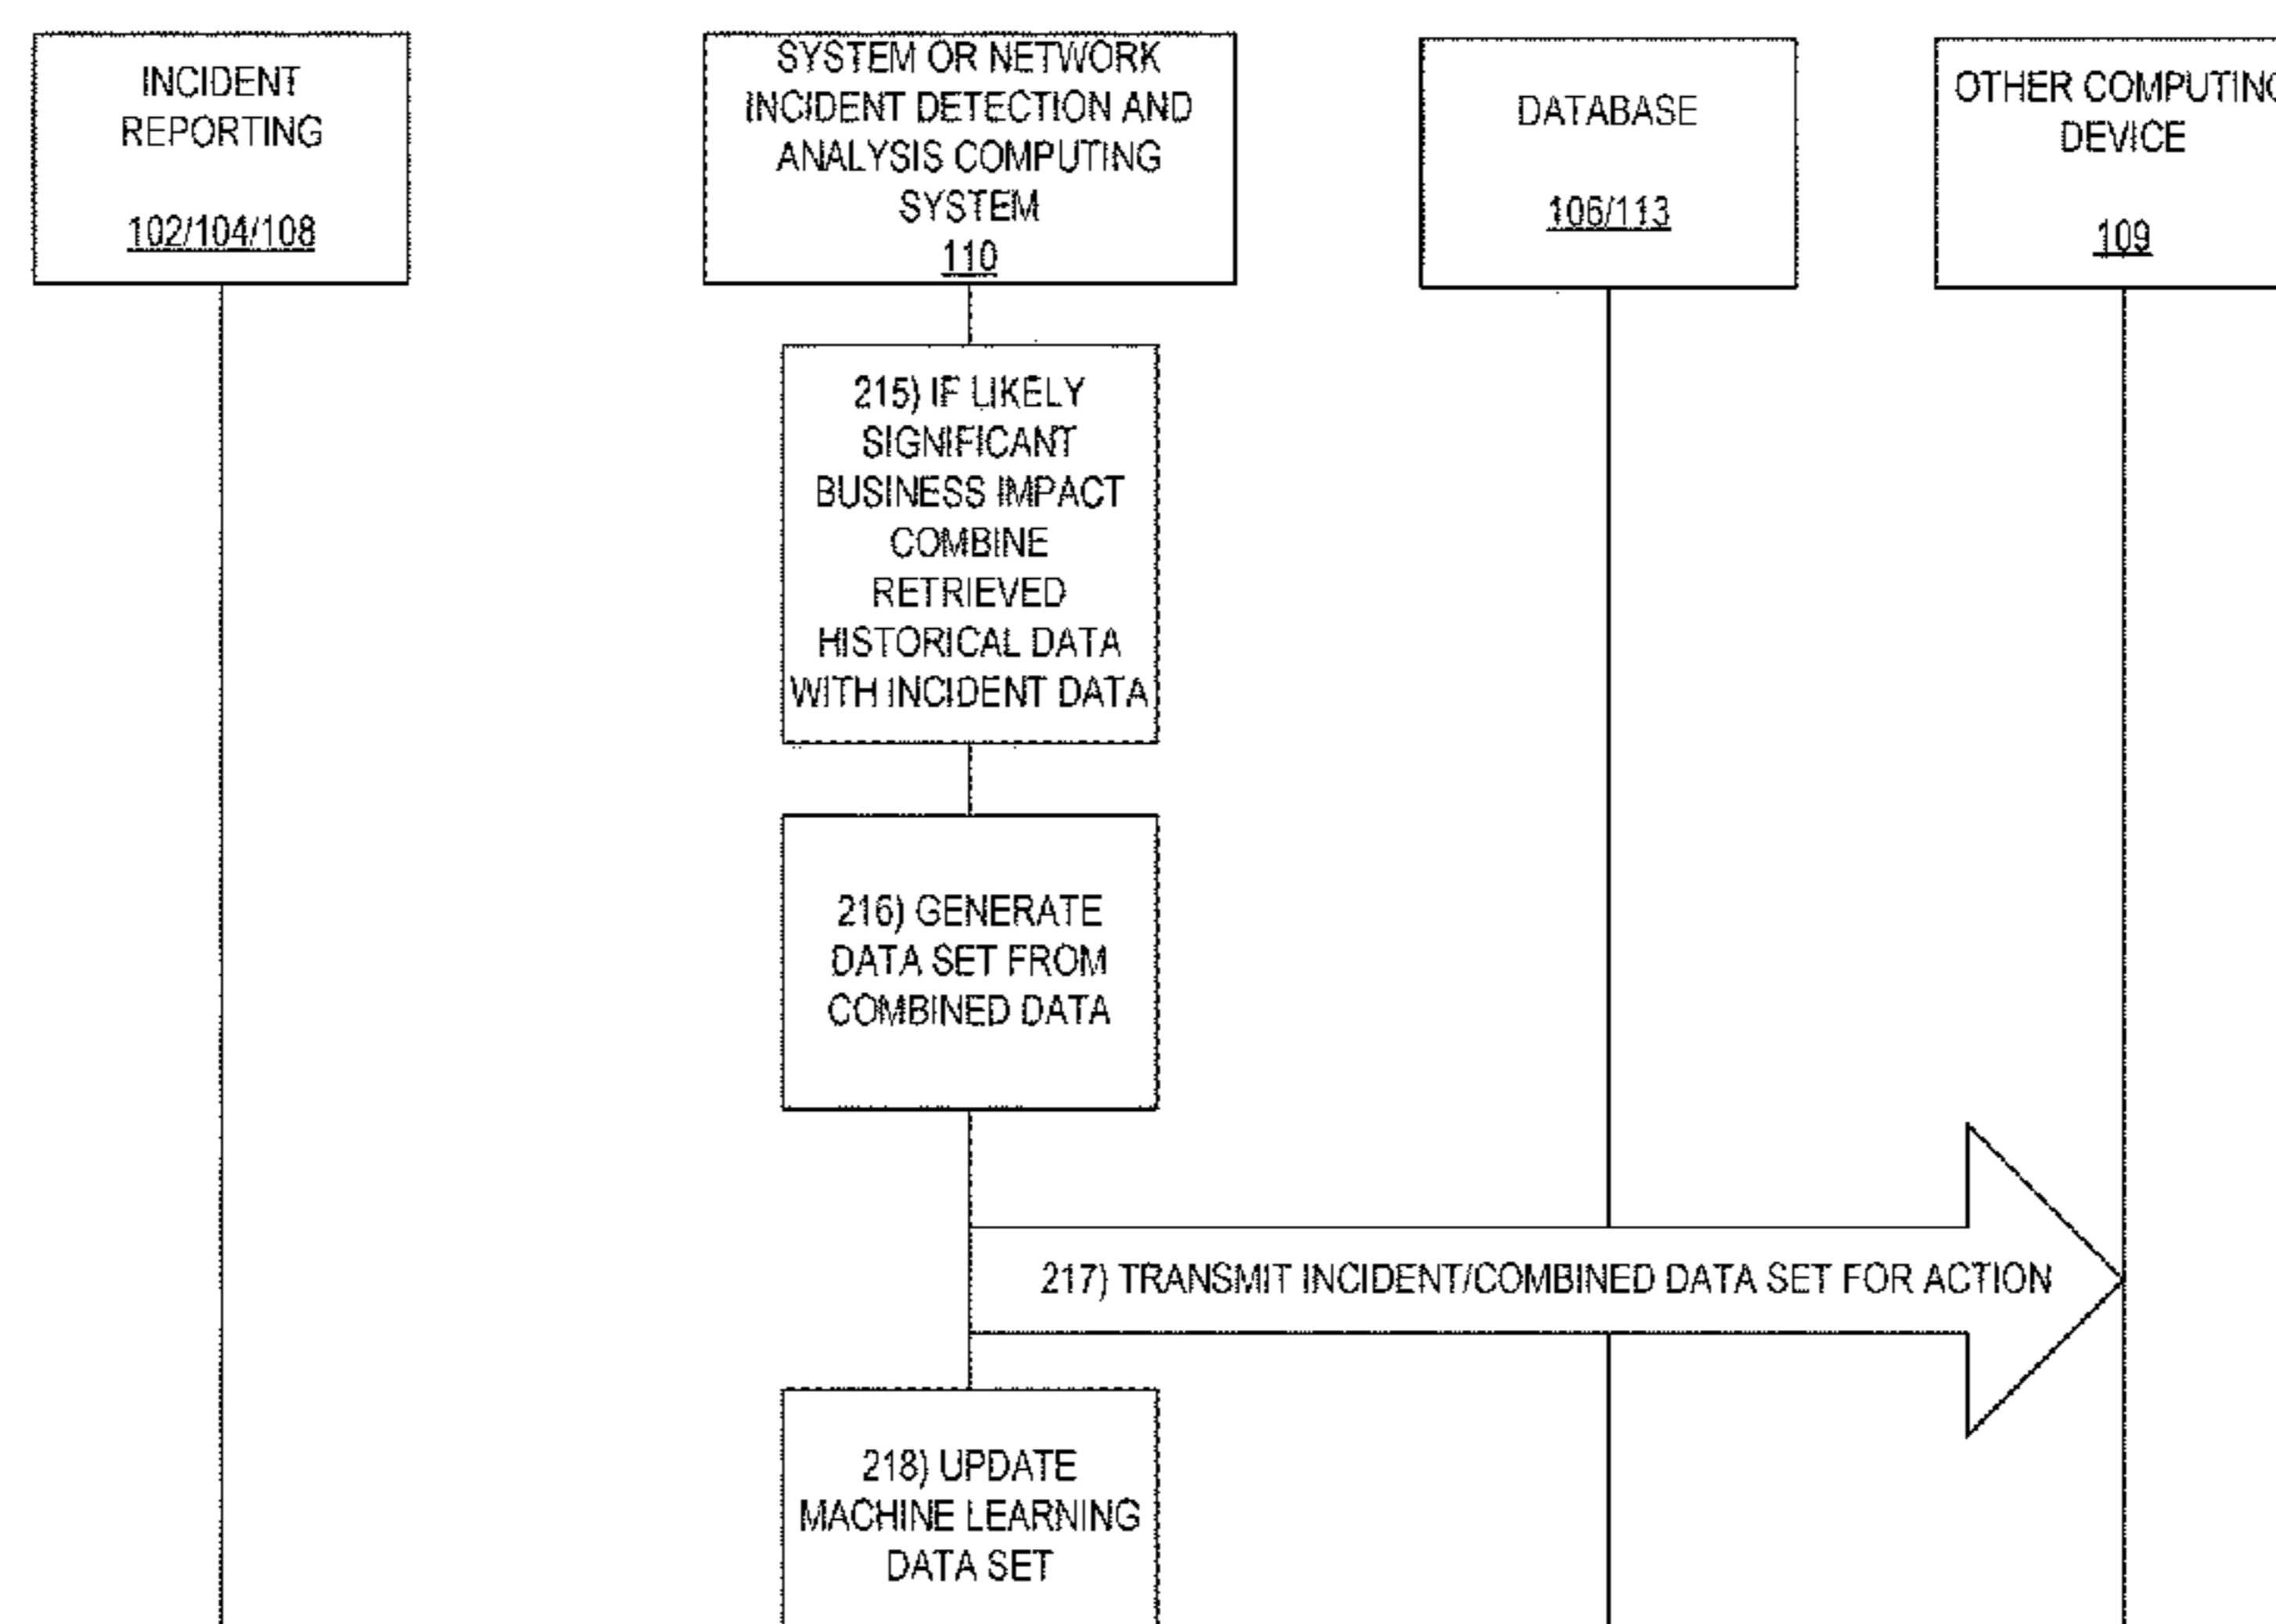 INCIDENT
REPORTING
102/104/108
SYSTEM OR NETWORK
INCIDENT DETECTION AND
ANALYSIS COMPUTING
SYSTEM
110
DATABASE
106/113
OTHER COMPUTING
DEVICE
109
215) IF LIKELY
SIGNIFICANT
BUSINESS IMPACT
COMBINE
RETRIEVED
HISTORICAL DATA
WITH INCIDENT DATA
216) GENERATE
DATA SET FROM
COMBINED DATA
217) TRANSMIT INCIDENT/COMBINED DATA SET FOR ACTION
218) UPDATE
MACHINE LEARNING
DATA SET